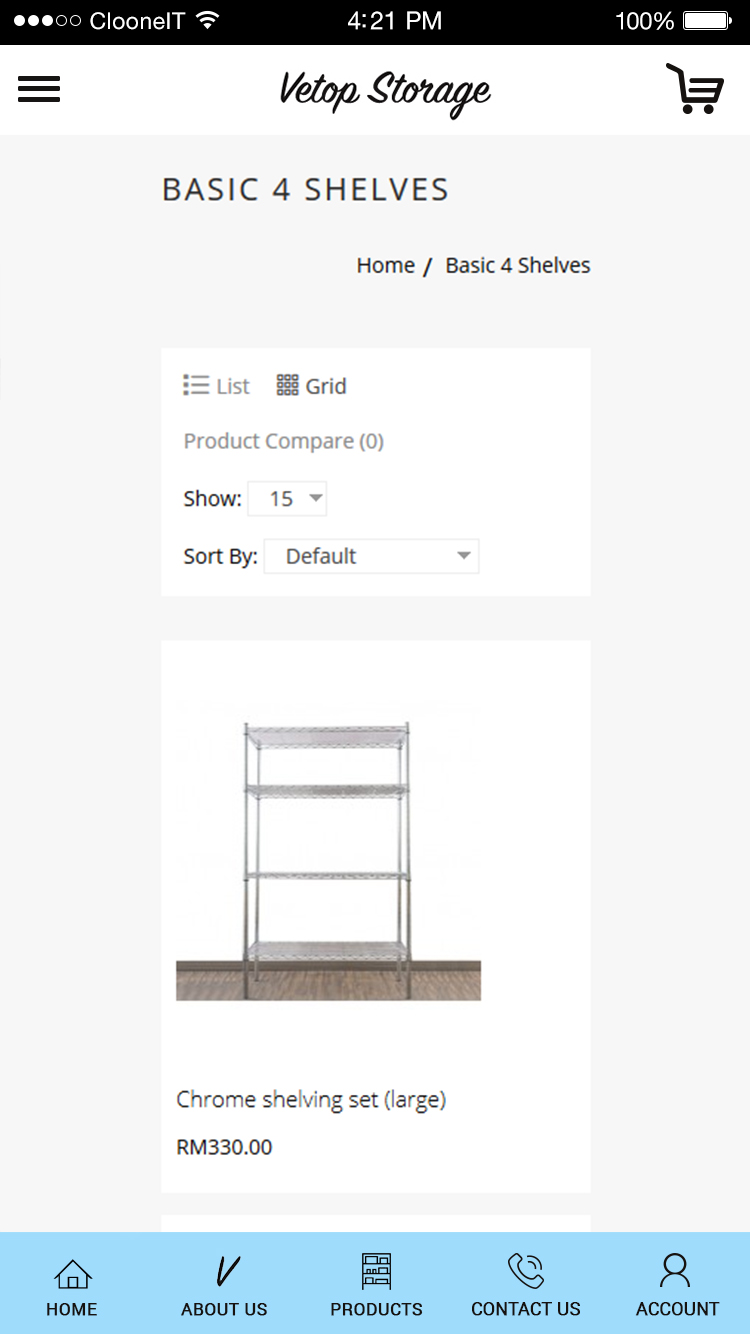 ClooneIT 4:21 PM 100%
Vetop Storage
BASIC 4 SHELVES
Home / Basic 4 Shelves
List Grid
Product Compare (0)
Show: 15
Sort By: Default
Chrome shelving set (large)
RM330.00
HOME ABOUT US PRODUCTS CONTACT US ACCOUNT